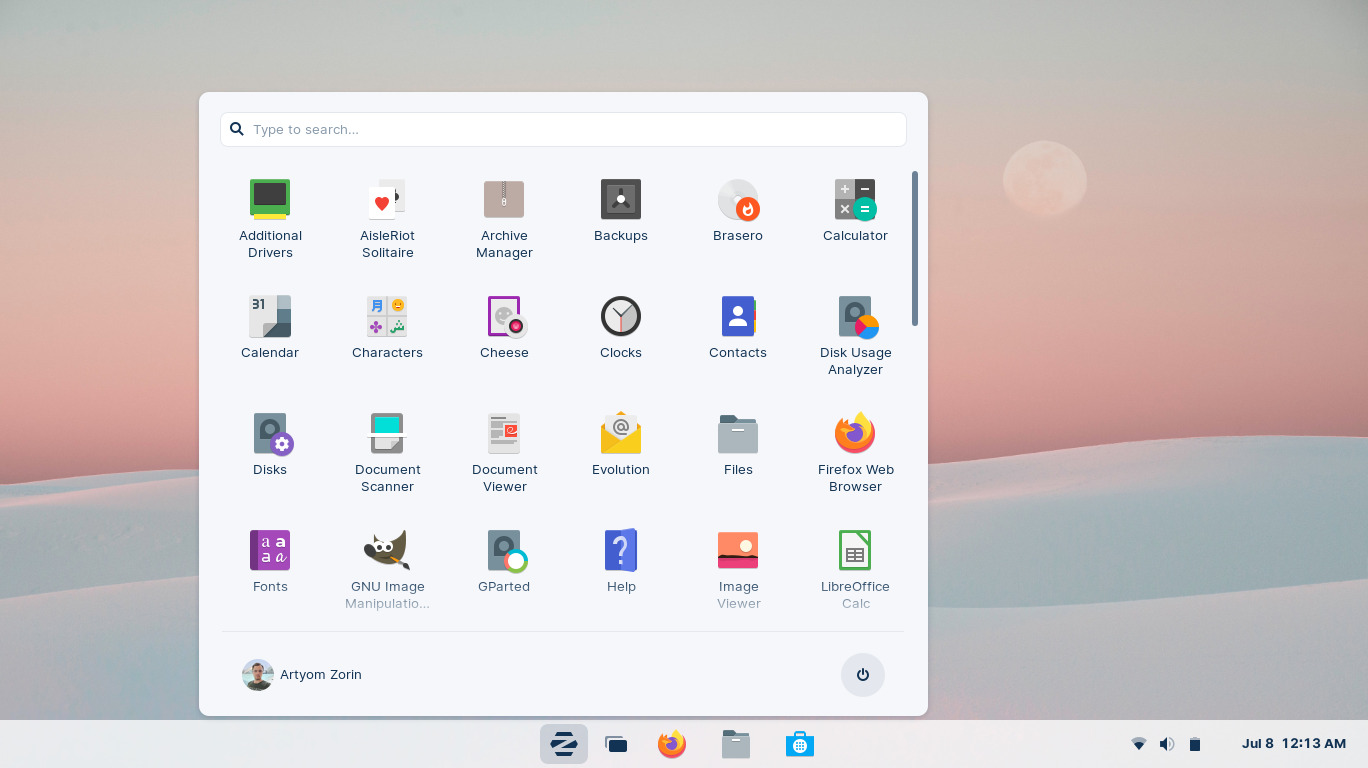 Type to search...
Additional
Drivers
AisleRiot
Solitaire
Archive
Manager
Backups
Brasero
Calculator
31
Calendar
月
Characters
Cheese
Clocks
Contacts
Disk Usage
Analyzer
Disks
Document
Scanner
Document
Viewer
@
Evolution
Files
Firefox Web
Browser
a a
a a
Fonts
GNU Image
Manipulatio...
GParted
?
Help
Image
Viewer
LibreOffice
Calc
Artyom Zorin
Jul 8 12:13 AM